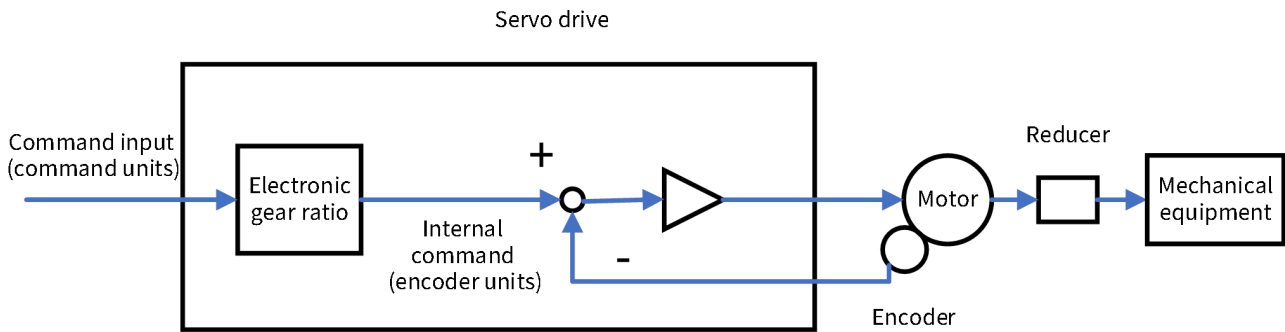 Servo drive
Command input
(command units)
Electronic
gear ratio
+
Internal
command
(encoder units)
-
Motor
Encoder
Reducer
Mechanical
equipment